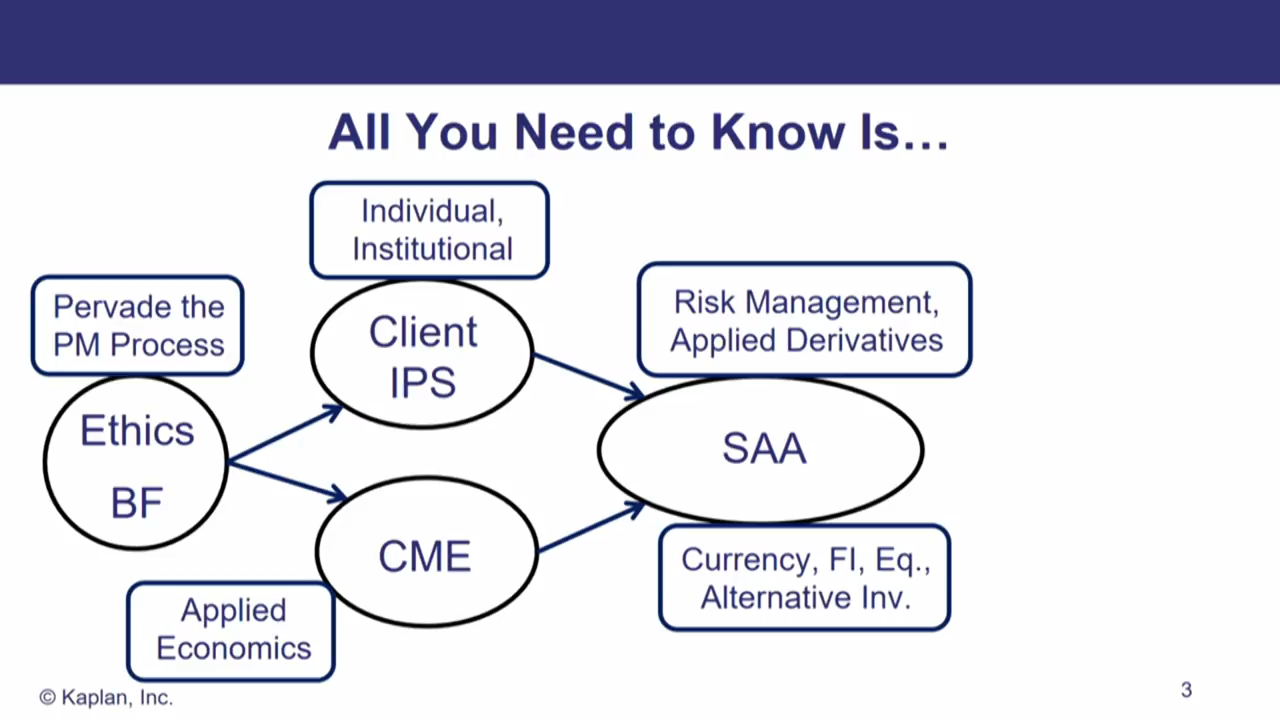 All You Need to Know Is…
Individual,
Institutional
Pervade the
PM Process
Client
IPS
Risk Management,
Applied Derivatives
Ethics
BF
SAA
CME
Currency, FI, Eq.,
Alternative Inv.
Applied
Economics
© Kaplan, Inc.
3